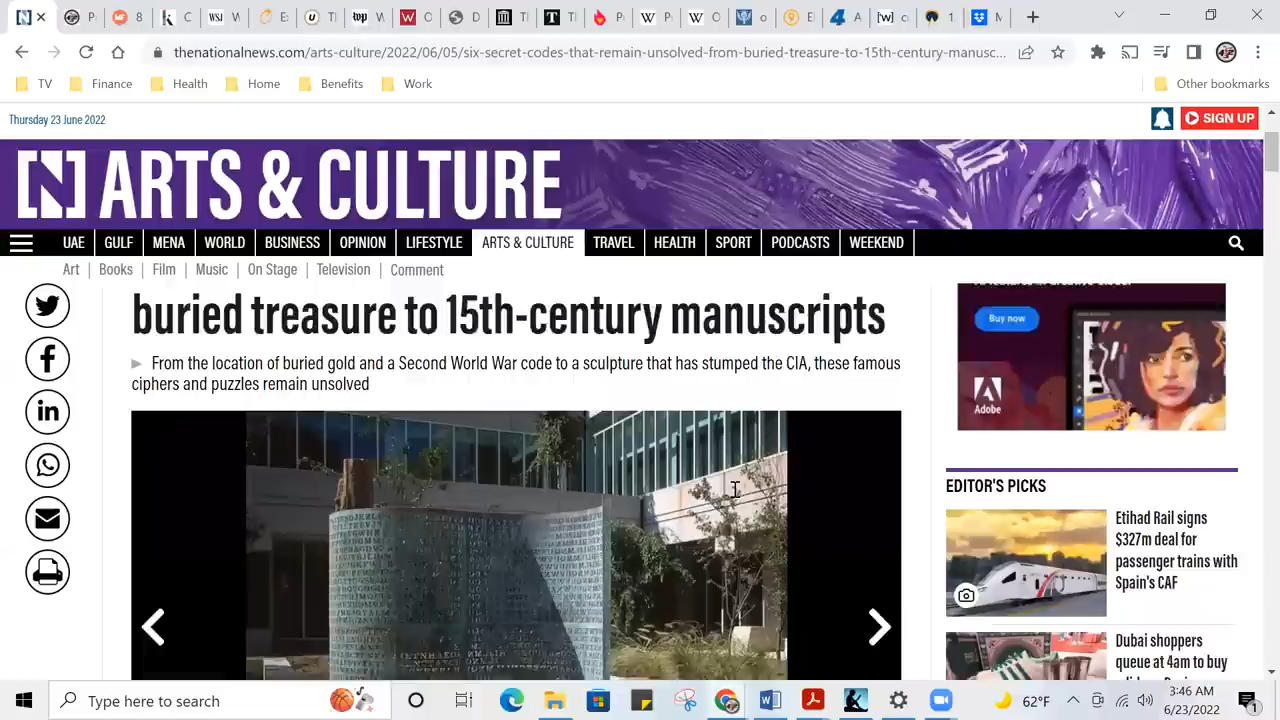 thenationalnews.com/arts-culture/2022/06/05/six-secret-codes-that-remain-unsolved-from-buried-treasure-to-15th-century-manusc...
TV Finance Health Home Benefits Work Other bookmarks
Thursday 23 June 2022
SIGN UP
[N] ARTS & CULTURE
UAE GULF MENA WORLD BUSINESS OPINION LIFESTYLE ARTS & CULTURE TRAVEL HEALTH SPORT PODCASTS WEEKEND
Art | Books | Film | Music | On Stage | Television | Comment
buried treasure to 15th-century manuscripts
From the location of buried gold and a Second World War code to a sculpture that has stumped the CIA, these famous
ciphers and puzzles remain unsolved
Buy now
Adobe
EDITOR'S PICKS
Etihad Rail signs
$327m deal for
passenger trains with
Spain's CAF
Dubai shoppers
queue at 4am to buy
Type here to search
62°F
3:46 AM
6/23/2022